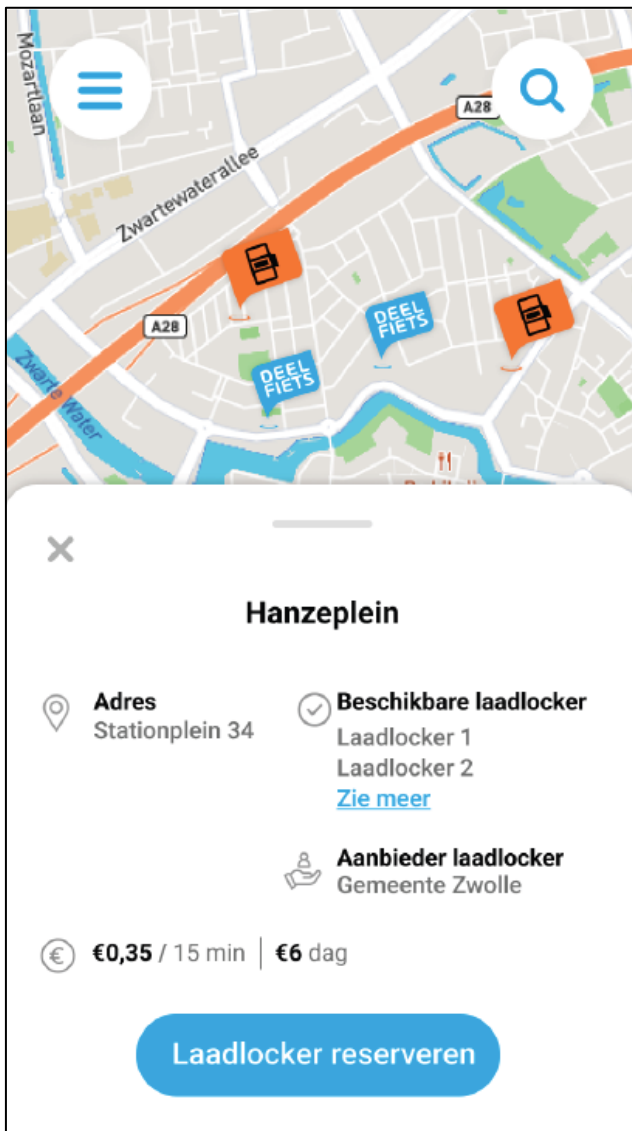 Mozartlaan
A28
Zwartewaterallee
A28
DEEL
FIETS
DEEL
FIETS
Zwarte Water
Hanzeplein
Adres
Stationplein 34
Beschikbare laadlocker
Laadlocker 1
Laadlocker 2
Zie meer
Aanbieder laadlocker
Gemeente Zwolle
€0,35 / 15 min | €6 dag
Laadlocker reserveren